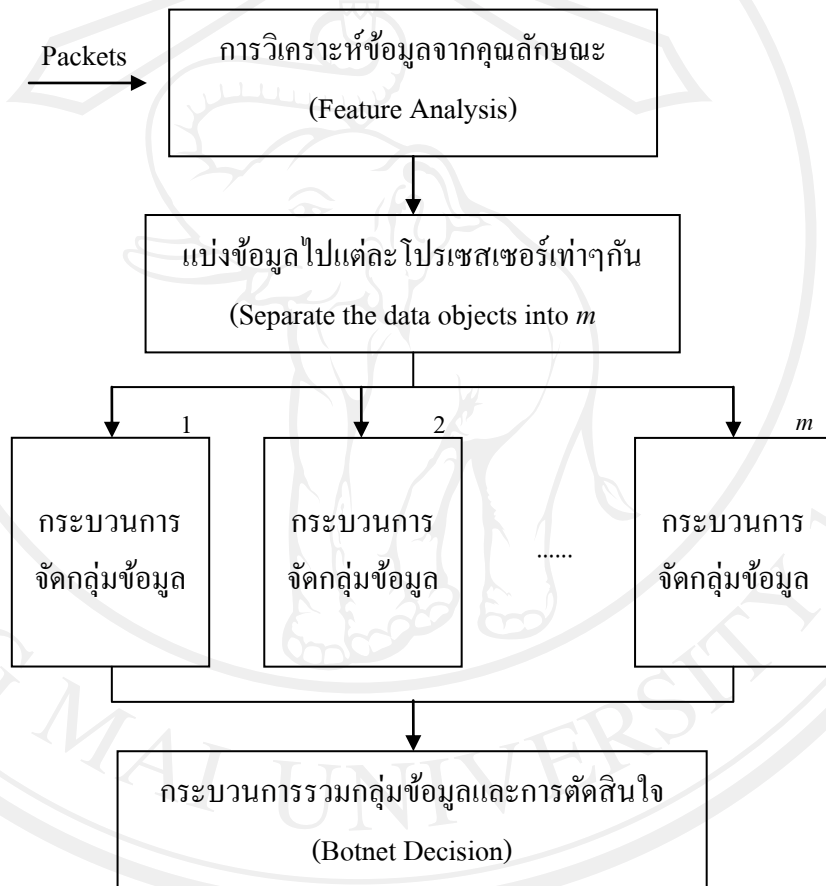 Packets
การวิเคราะห์ข้อมูลจากคุณลักษณะ
(Feature Analysis)
แบ่งข้อมูลไปแต่ละโปรเซสเซอร์เท่าๆกัน
(Separate the data objects into m
1
2
m
กระบวนการ
จัดกลุ่มข้อมูล
กระบวนการ
จัดกลุ่มข้อมูล
......
กระบวนการ
จัดกลุ่มข้อมูล
กระบวนการรวมกลุ่มข้อมูลและการตัดสินใจ
(Botnet Decision)
G MAI UNIVERSITY